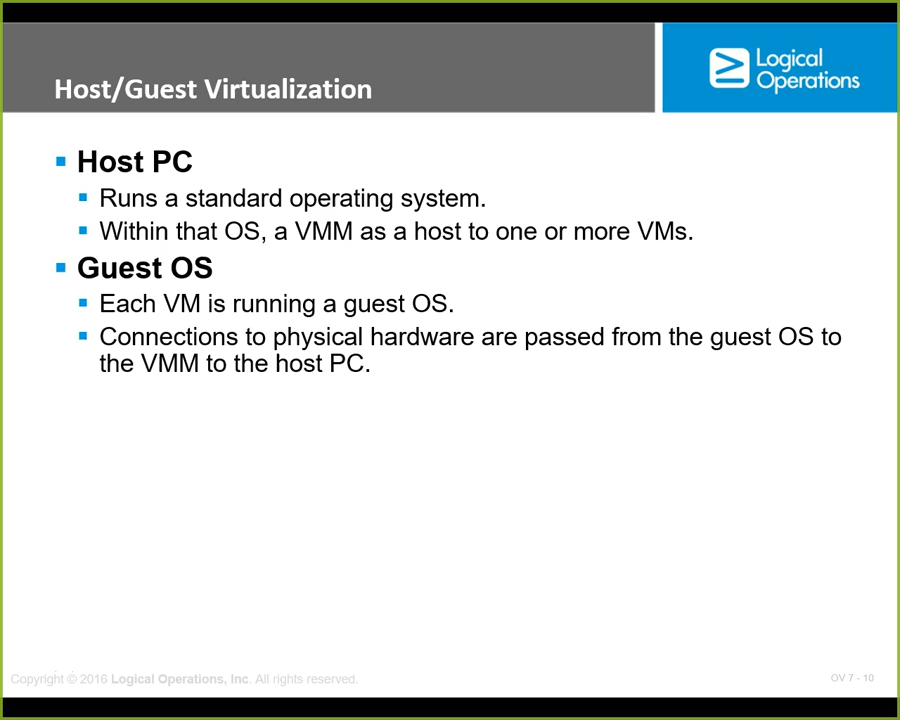 Host/Guest Virtualization
Logical
Operations
Host PC
Runs a standard operating system.
Within that OS, a VMM as a host to one or more VMs.
Guest OS
Each VM is running a guest OS.
Connections to physical hardware are passed from the guest OS to
the VMM to the host PC.
Copyright © 2016 Logical Operations, Inc. All rights reserved.
OV 7 - 10